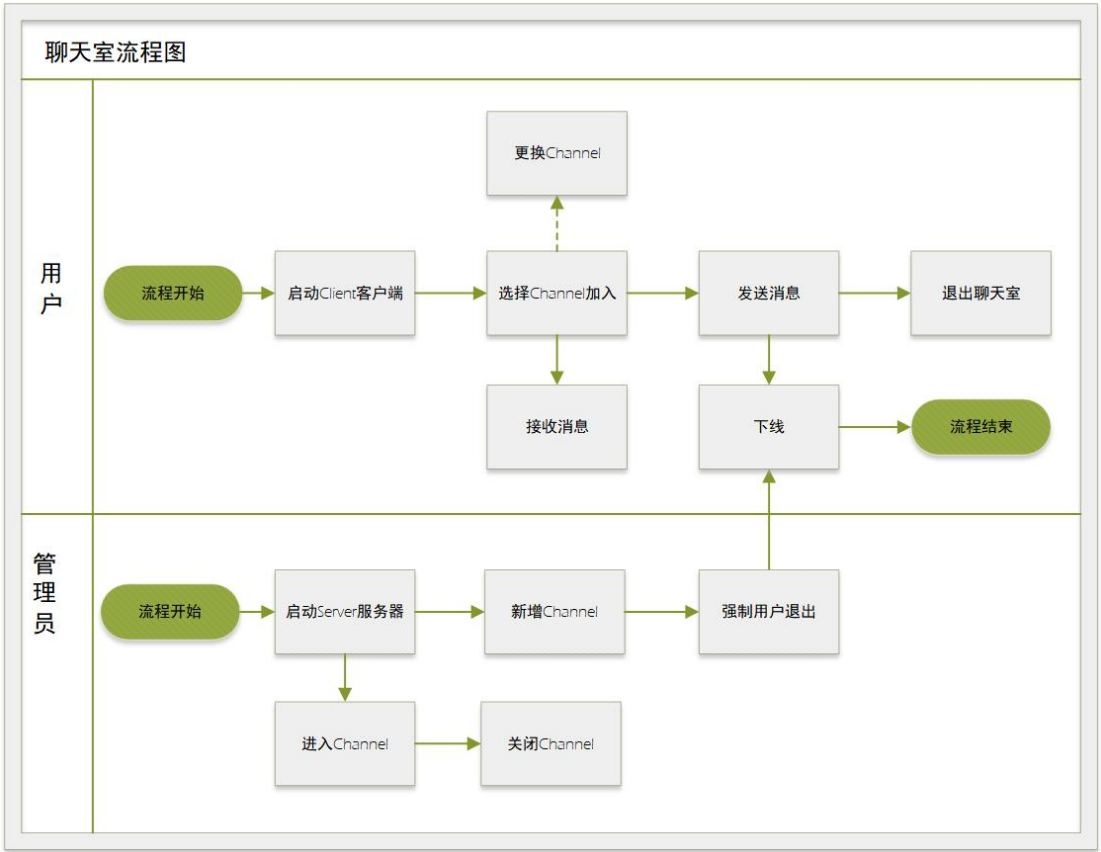 聊天室流程图
用户
更换Channel
流程开始
启动Client客户端
选择Channel加入
发送消息
退出聊天室
接收消息
下线
流程结束
管理员
流程开始
启动Server服务器
新增Channel
强制用户退出
进入Channel
关闭Channel